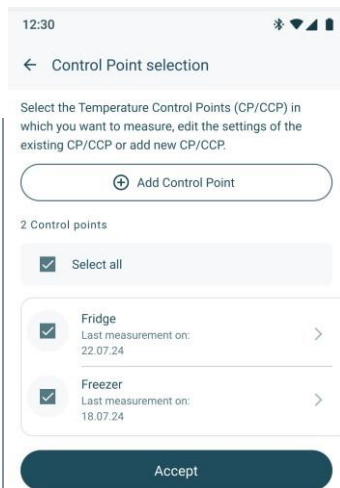 12:30
Control Point selection
Select the Temperature Control Points (CP/CCP) in
which you want to measure, edit the settings of the
existing CP/CCP or add new CP/CCP.
Add Control Point
2 Control points
Select all
Fridge
Last measurement on:
22.07.24
Freezer
Last measurement on:
18.07.24
Accept